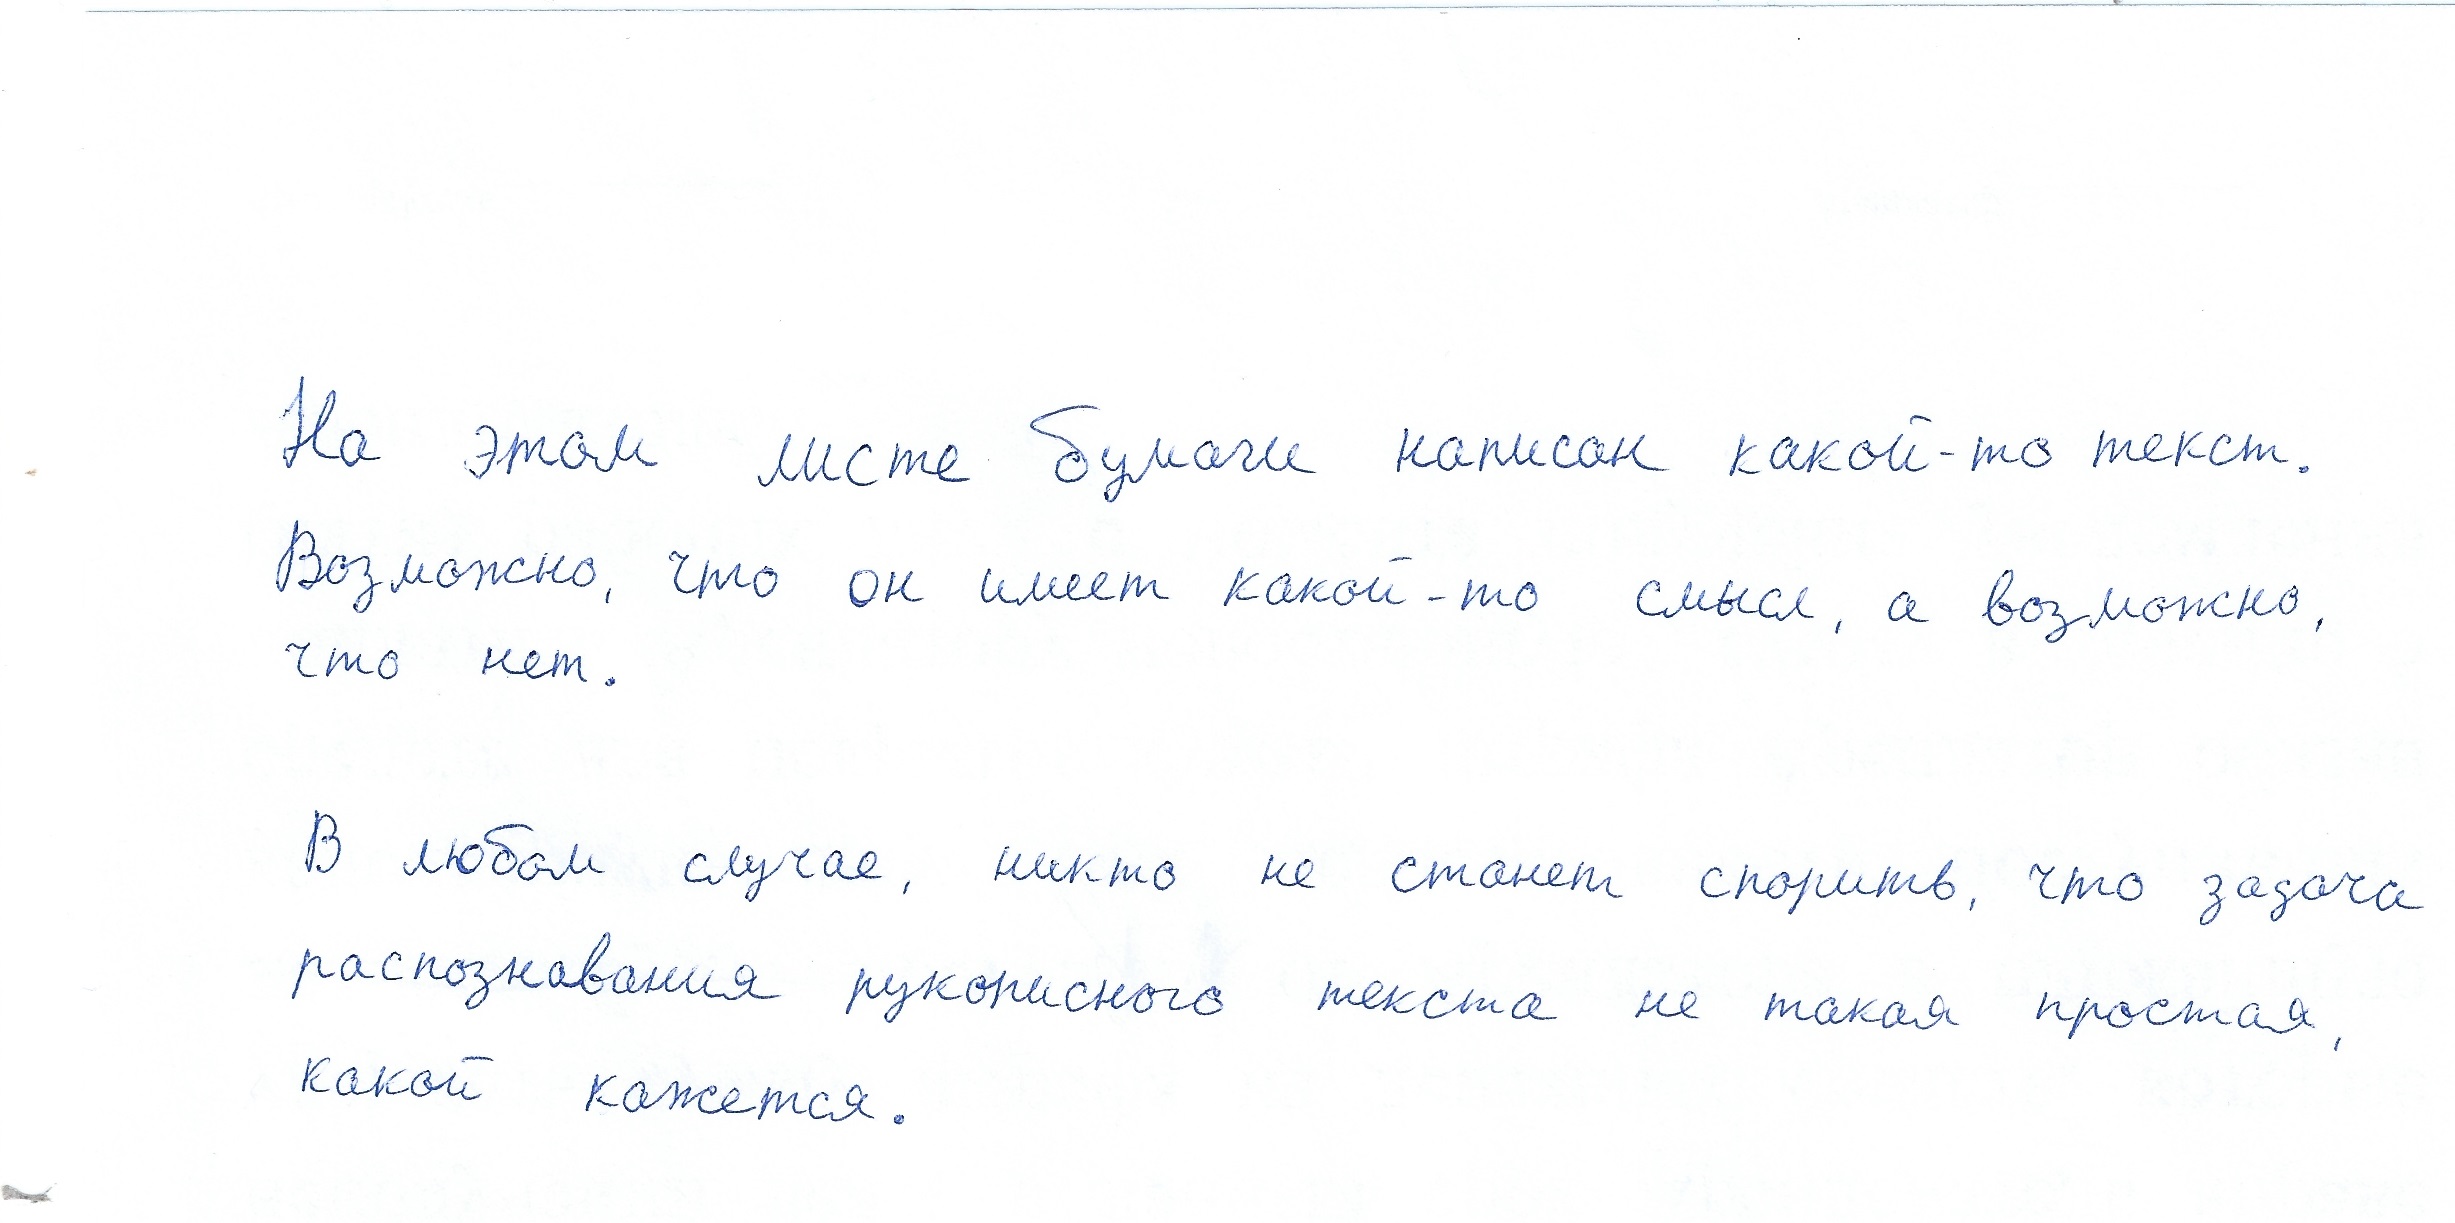 На этом листе бумаги написан какой-то текст.
Возможно, что он имеет какой-то смысл, а возможно,
что нет.
В любом случае, никто не станет спорить, что задача
распознавания рукописного текста не такая простая,
какой кажется.